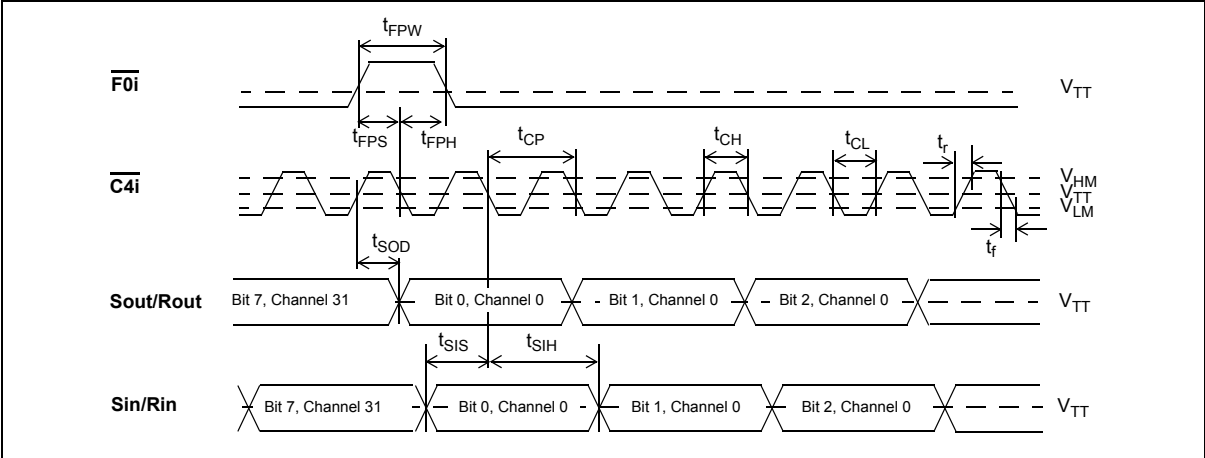 tFPW
F0i
VTT
tFPS
tFPH
tCP
tCH
tCL
tr
C4i
VHM
VTT
VLM
tSOD
tf
Sout/Rout
Bit 7, Channel 31
Bit 0, Channel 0
Bit 1, Channel 0
Bit 2, Channel 0
VTT
tSIS
tSIH
Sin/Rin
Bit 7, Channel 31
Bit 0, Channel 0
Bit 1, Channel 0
Bit 2, Channel 0
VTT